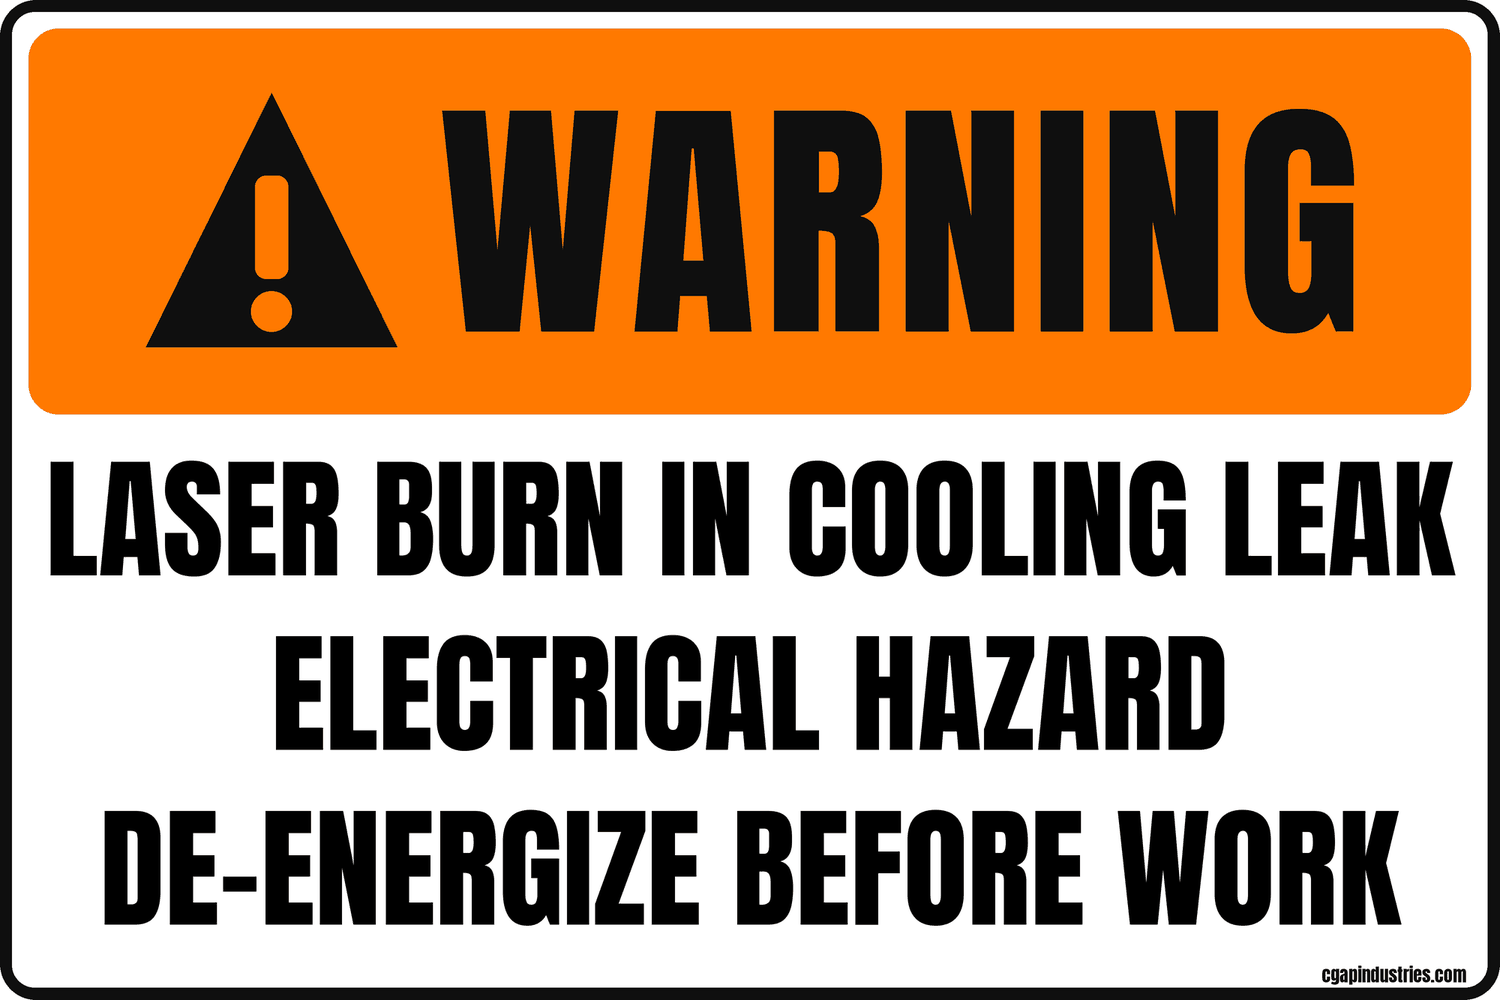 WARNING
LASER BURN IN COOLING LEAK
ELECTRICAL HAZARD
DE-ENERGIZE BEFORE WORK
cgapindustries.com